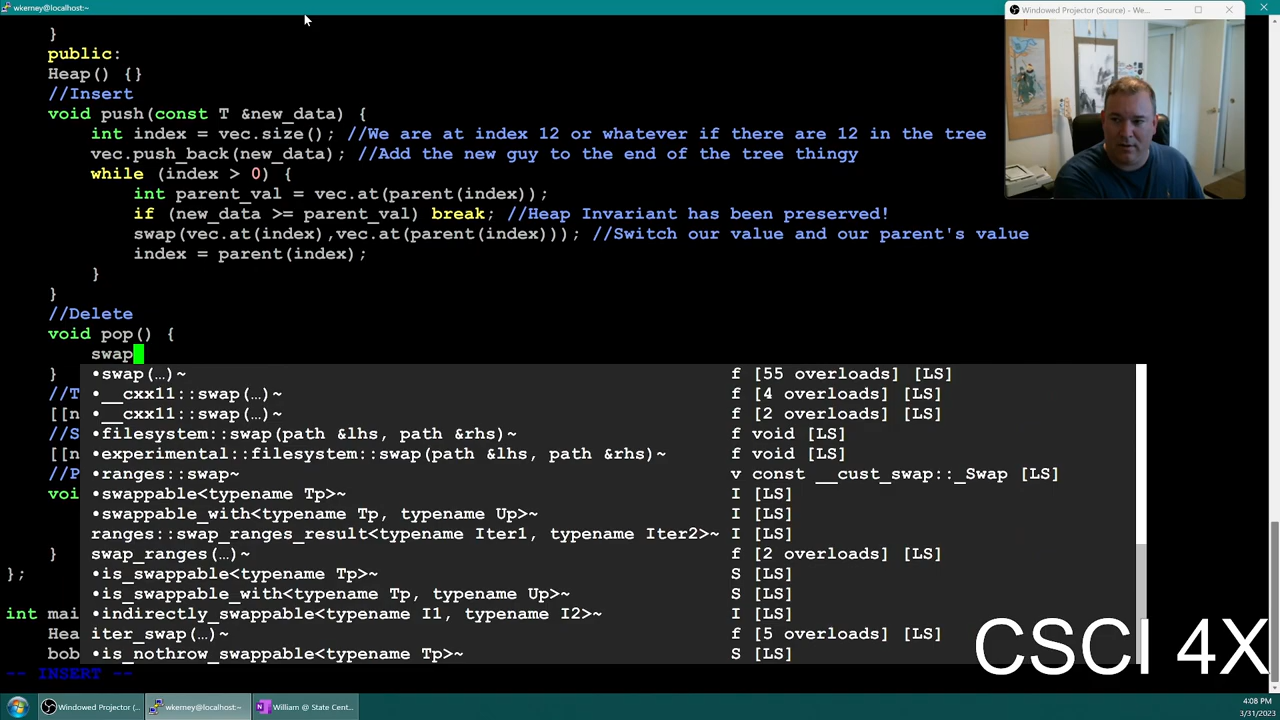 wkerney@localhost:~
Windowed Projector (Source) - We...
}
public:
Heap() {}
//Insert
void push(const T &new_data) {
int index = vec.size(); //We are at index 12 or whatever if there are 12 in the tree
vec.push_back(new_data); //Add the new guy to the end of the tree thingy
while (index > 0) {
int parent_val = vec.at(parent(index));
if (new_data >= parent_val) break; //Heap Invariant has been preserved!
swap(vec.at(index),vec.at(parent(index))); //Switch our value and our parent's value
index = parent(index);
}
}
//Delete
void pop() {
swap
} •swap(…)~ f [55 overloads] [LS]
//T •__cxx11::swap(…)~ f [4 overloads] [LS]
[[n •__cxx11::swap(…)~ f [2 overloads] [LS]
//S •filesystem::swap(path &lhs, path &rhs)~ f void [LS]
[[n •experimental::filesystem::swap(path &lhs, path &rhs)~ f void [LS]
//P •ranges::swap~ v const __cust_swap::_Swap [LS]
voi •swappable<typename Tp>~ I [LS]
•swappable_with<typename Tp, typename Up>~ I [LS]
ranges::swap_ranges_result<typename Iter1, typename Iter2>~ I [LS]
} swap_ranges(…)~ f [2 overloads] [LS]
}; •is_swappable<typename Tp>~ S [LS]
•is_swappable_with<typename Tp, typename Up>~ S [LS]
int mai •indirectly_swappable<typename I1, typename I2>~ I [LS]
Hea iter_swap(…)~ f [5 overloads] [LS]
bob •is_nothrow_swappable<typename Tp>~ S [LS]
-- INSERT --
CSCI 4X
Windowed Projector (...
wkerney@localhost:~
William @ State Cent...
4:08 PM
3/31/2023